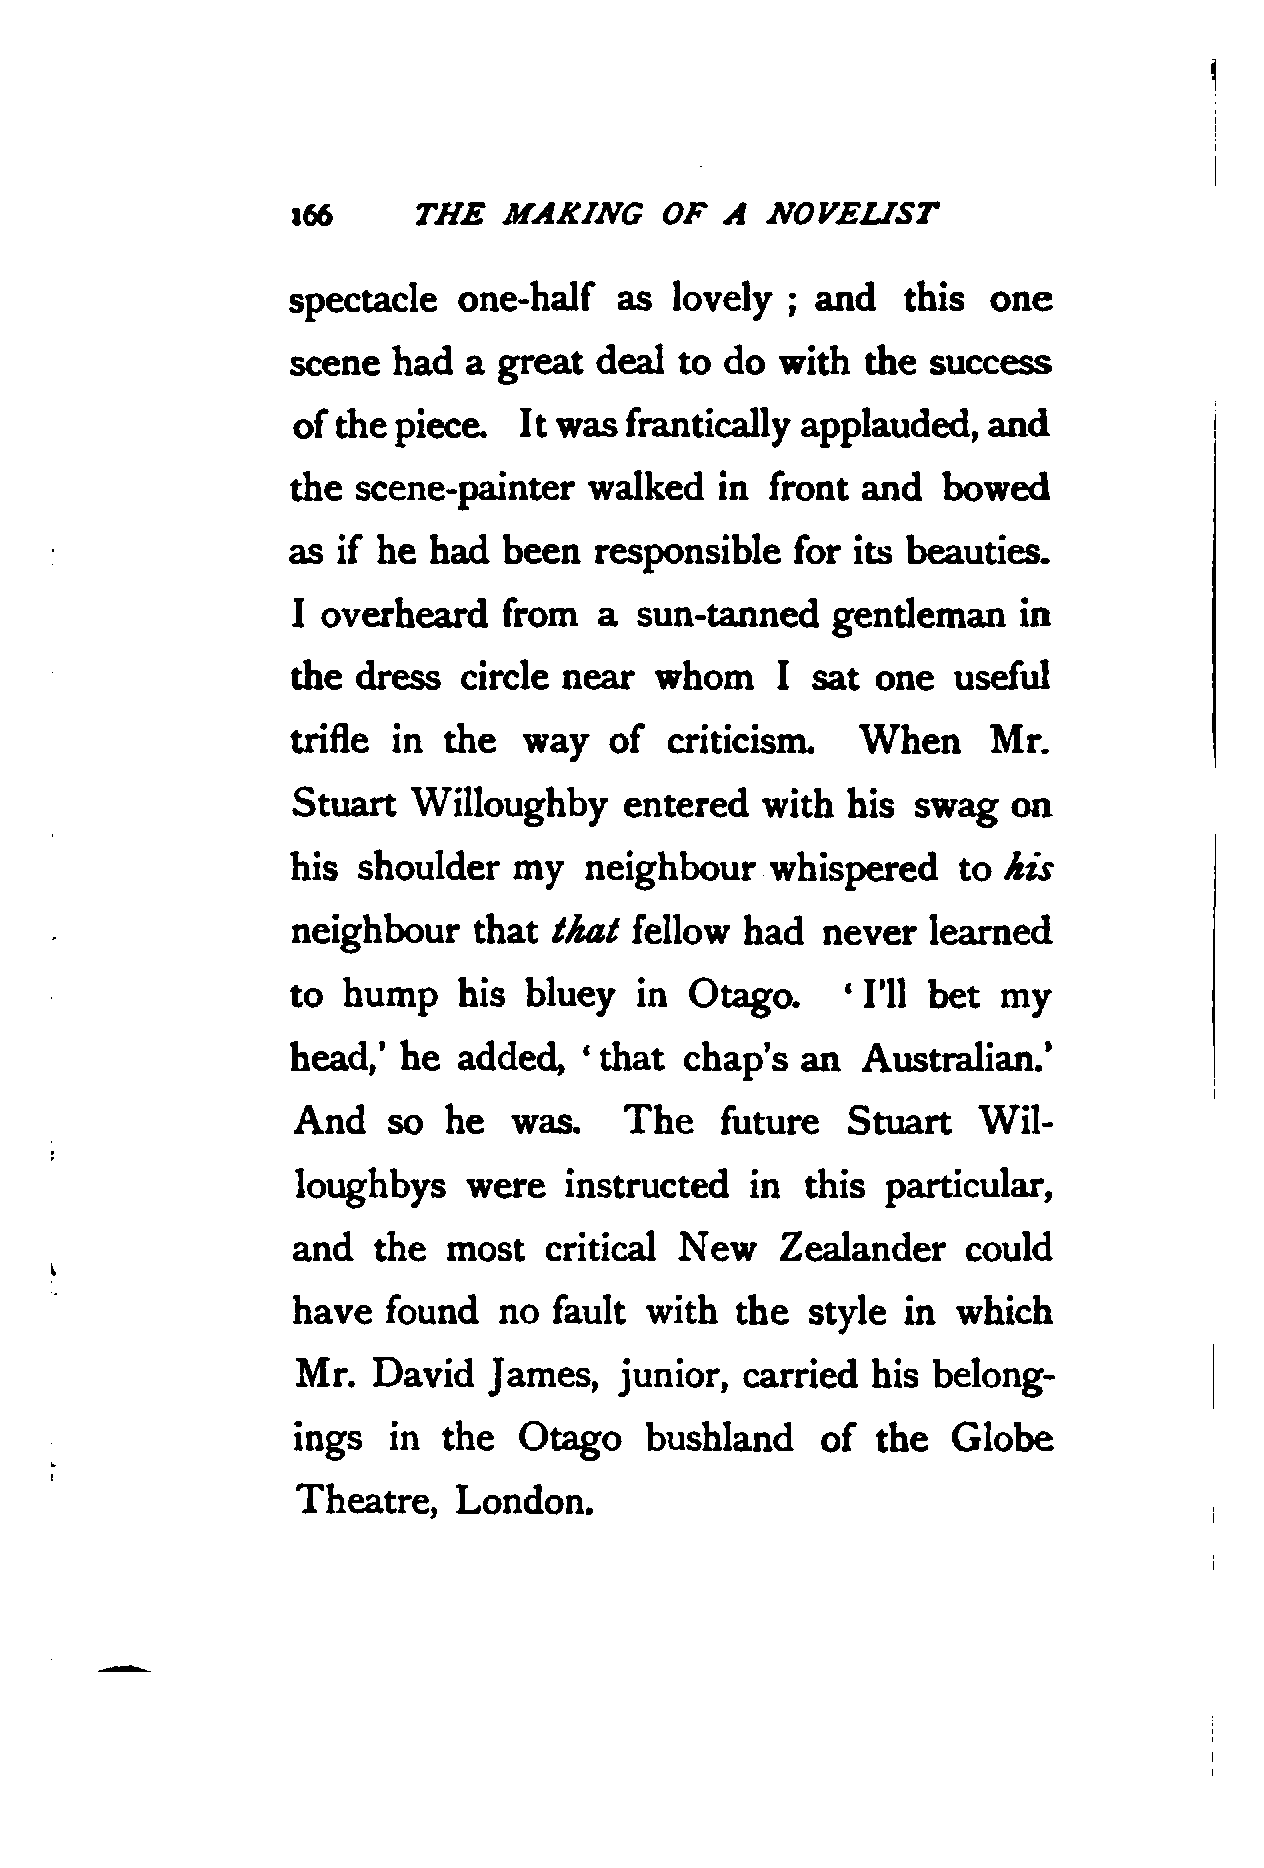 166 THE MAKING OF A NOVELIST
spectacle one-half as lovely ; and this one
scene had a great deal to do with the success
of the piece. It was frantically applauded, and
the scene-painter walked in front and bowed
as if he had been responsible for its beauties.
I overheard from a sun-tanned gentleman in
the dress circle near whom I sat one useful
trifle in the way of criticism. When Mr.
Stuart Willoughby entered with his swag on
his shoulder my neighbour whispered to his
neighbour that that fellow had never learned
to hump his bluey in Otago. ‘ I'll bet my
head,’ he added, ‘ that chap's an Australian.’
And so he was. The future Stuart Wil-
loughbys were instructed in this particular,
and the most critical New Zealander could
have found no fault with the style in which
Mr. David James, junior, carried his belong-
ings in the Otago bushland of the Globe
Theatre, London.